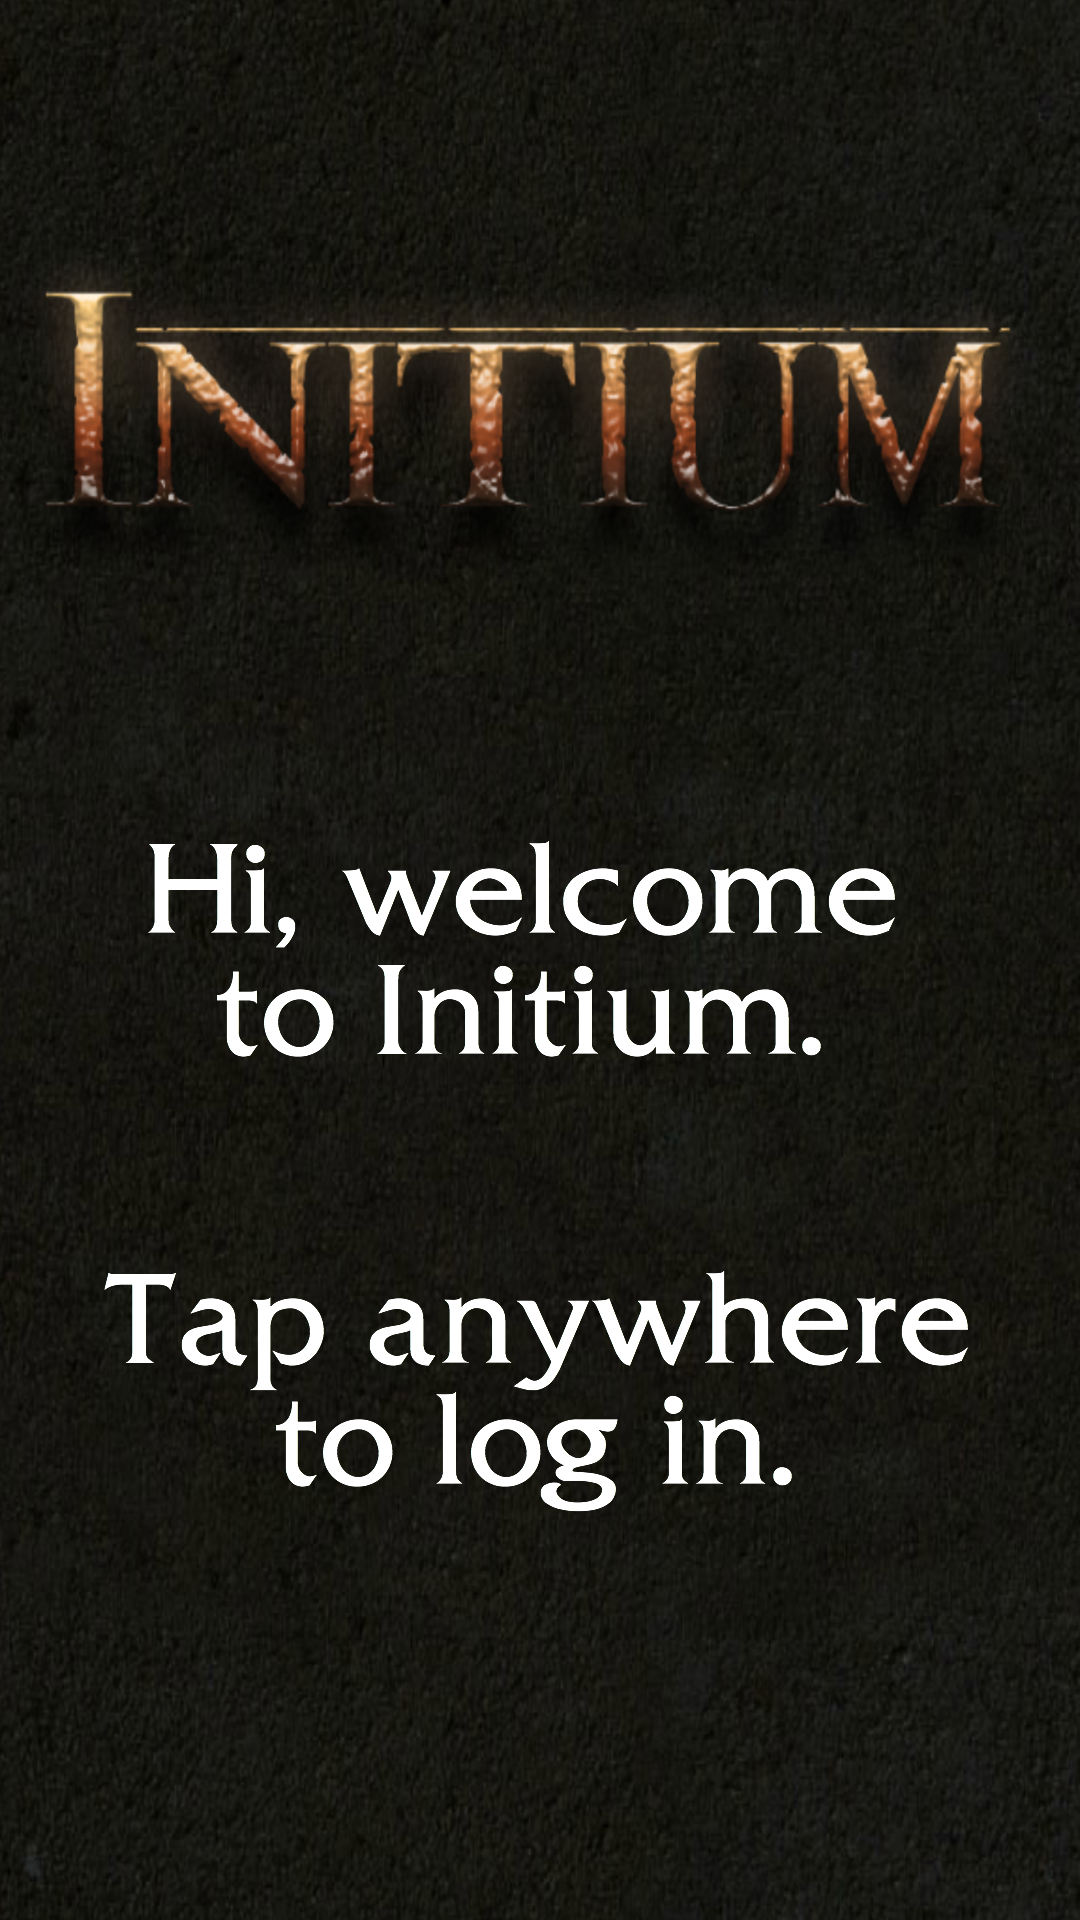 INITIUM
Hi, welcome
to Initium.
Tap anywhere
to log in.